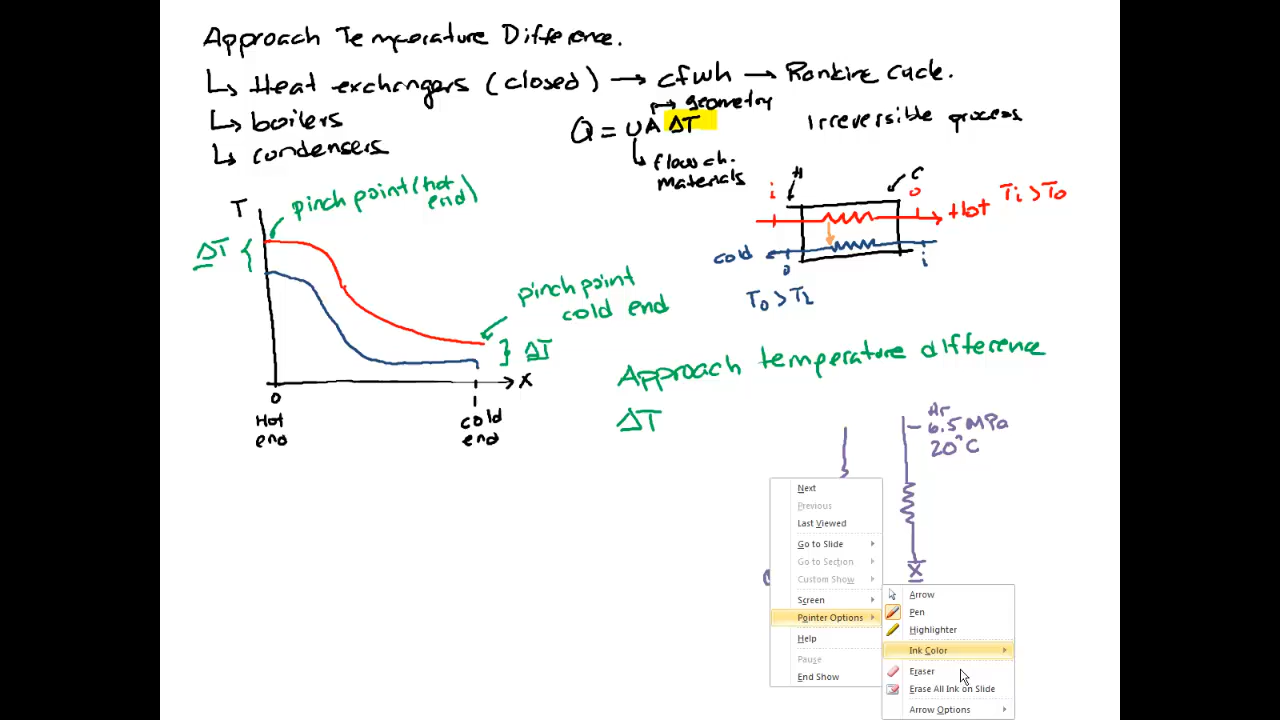 Approach Temperature Difference.
↳ Heat exchangers (closed) → cfwh → Rankine Cycle.
↳ boilers
↳ condensers
→ geometry
Q = UA ΔT
↳ flow ch.
materials
Irreversible process
pinch point (hot
end)
T
ΔT
pinch point
cold end
ΔT
x
0
1
Hot
end
cold
end
H
C
i
o
Hot
Ti > To
cold
o
i
To > Ti
Approach temperature difference
ΔT
Ar
6.5 MPa
20°C
X
Next
Previous
Last Viewed
Go to Slide
Go to Section
Custom Show
Screen
Pointer Options
Help
Pause
End Show
Arrow
Pen
Highlighter
Ink Color
Eraser
Erase All Ink on Slide
Arrow Options